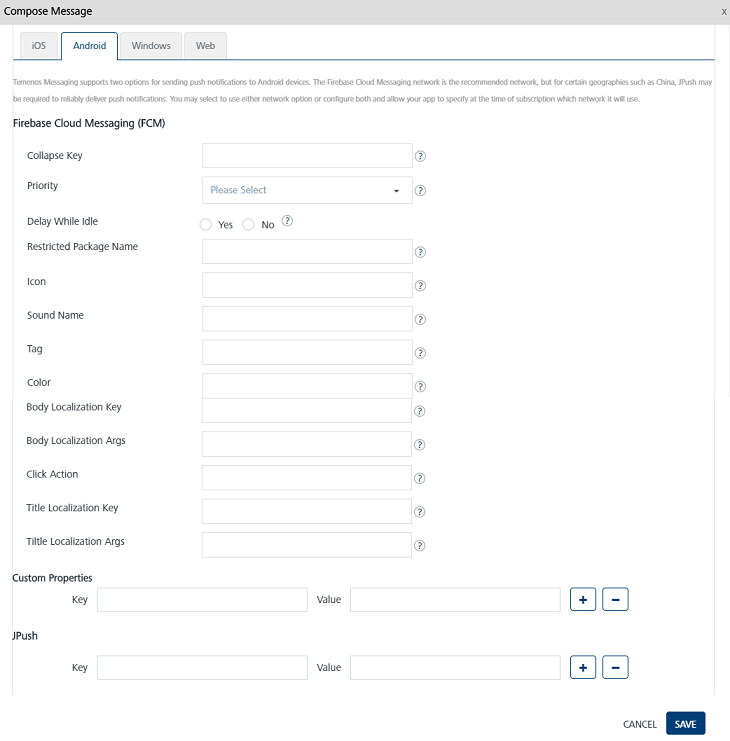 Compose Message x
iOS Android Windows Web
Temenos Messaging supports two options for sending push notifications to Android devices. The Firebase Cloud Messaging network is the recommended network, but for certain geographies such as China, JPush may
be required to reliably deliver push notifications. You may select to use either network option or configure both and allow your app to specify at the time of subscription which network it will use.
Firebase Cloud Messaging (FCM)
Collapse Key ?
Priority Please Select ?
Delay While Idle Yes No ?
Restricted Package Name ?
Icon ?
Sound Name ?
Tag ?
Color ?
Body Localization Key ?
Body Localization Args ?
Click Action ?
Title Localization Key ?
Tiltle Localization Args ?
Custom Properties
Key Value + −
JPush
Key Value + −
CANCEL SAVE